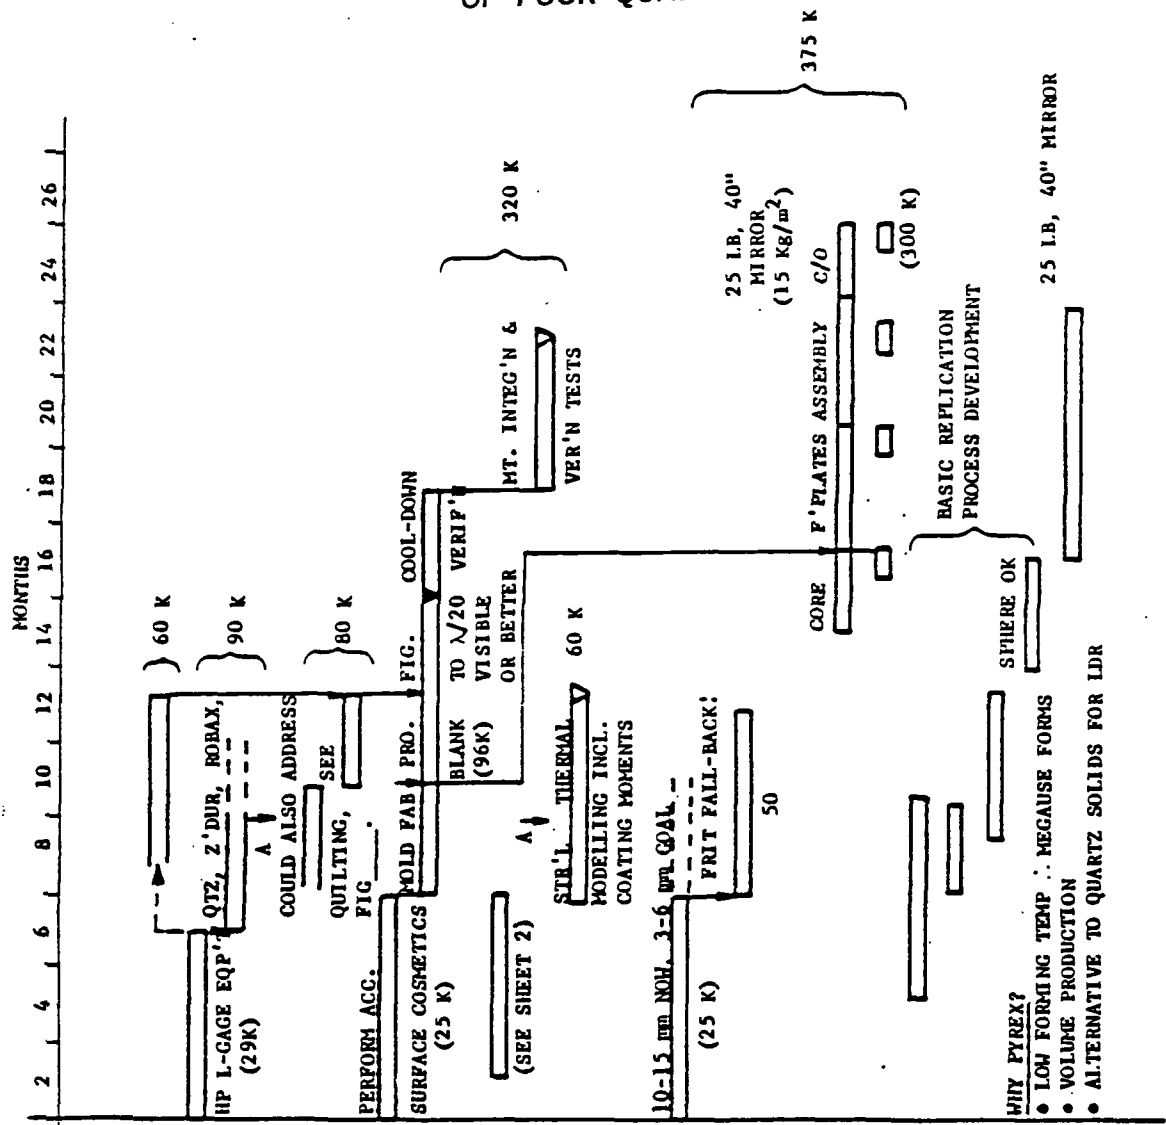 OF POOR
MONTHS
2 4 6 8 10 12 14 16 18 20 22 24 26
60 K
90 K
80 K
HP L-GAGE EQP'T
(29K)
QTZ, Z'DUR, ROBAX,
A
COULD ALSO ADDRESS
SEE
QUILTING,
FIG ___.
PERFORM ACC.
SURFACE COSMETICS
(25 K)
MOLD FAB PRO. FIG. COOL-DOWN
BLANK
(96K)
TO λ/20 VERIF'
VISIBLE
OR BETTER
MT. INTEG'N &
VER'N TESTS
320 K
(SEE SHEET 2)
A
STR'L THERMAL
MODELLING INCL.
COATING MOMENTS
60 K
10-15 mm NOW, 3-6 mm GOAL
(25 K)
FRIT FALL-BACK!
50
25 LB, 40"
MIRROR
(15 Kg/m²)
375 K
CORE F'PLATES ASSEMBLY C/O
(300 K)
BASIC REPLICATION
PROCESS DEVELOPMENT
SPHERE OK
25 LB, 40" MIRROR
WHY PYREX?
• LOW FORMING TEMP ∴ MEGAUSE FORMS
• VOLUME PRODUCTION
• ALTERNATIVE TO QUARTZ SOLIDS FOR LDR